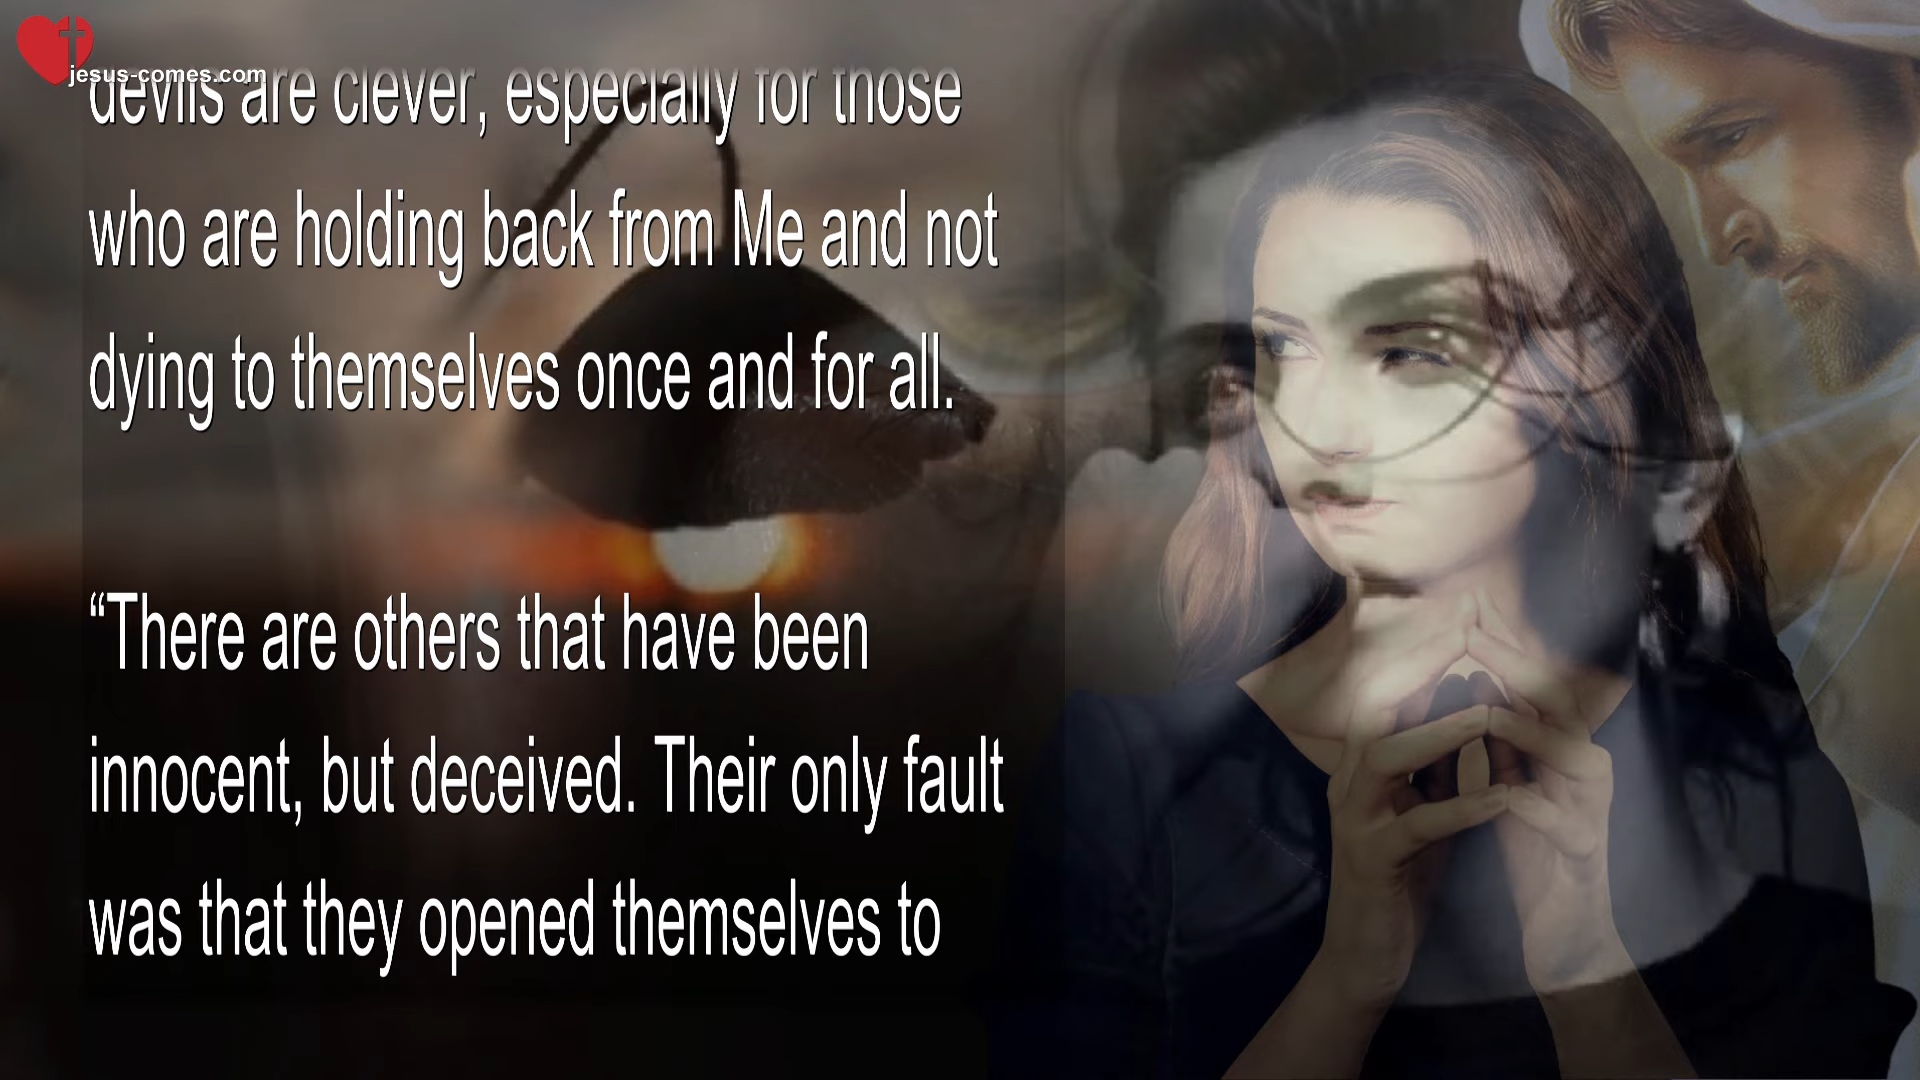 jesus-comes.com
devils are clever, especially for those
who are holding back from Me and not
dying to themselves once and for all.
“There are others that have been
innocent, but deceived. Their only fault
was that they opened themselves to